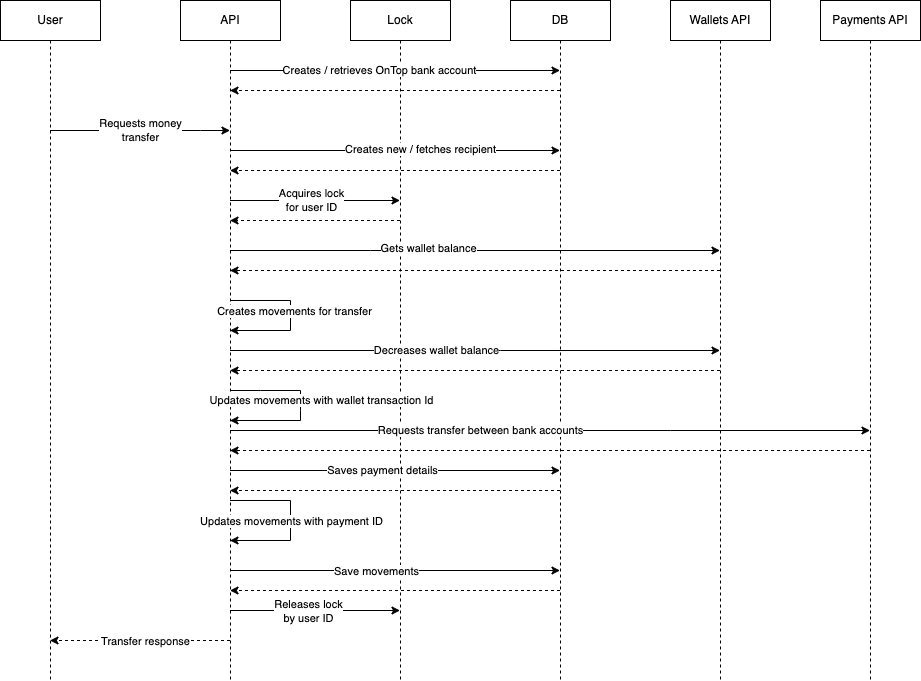 User
API
Lock
DB
Wallets API
Payments API
Creates / retrieves OnTop bank account
Requests money
transfer
Creates new / fetches recipient
Acquires lock
for user ID
Gets wallet balance
Creates movements for transfer
Decreases wallet balance
Updates movements with wallet transaction Id
Requests transfer between bank accounts
Saves payment details
Updates movements with payment ID
Save movements
Releases lock
by user ID
Transfer response